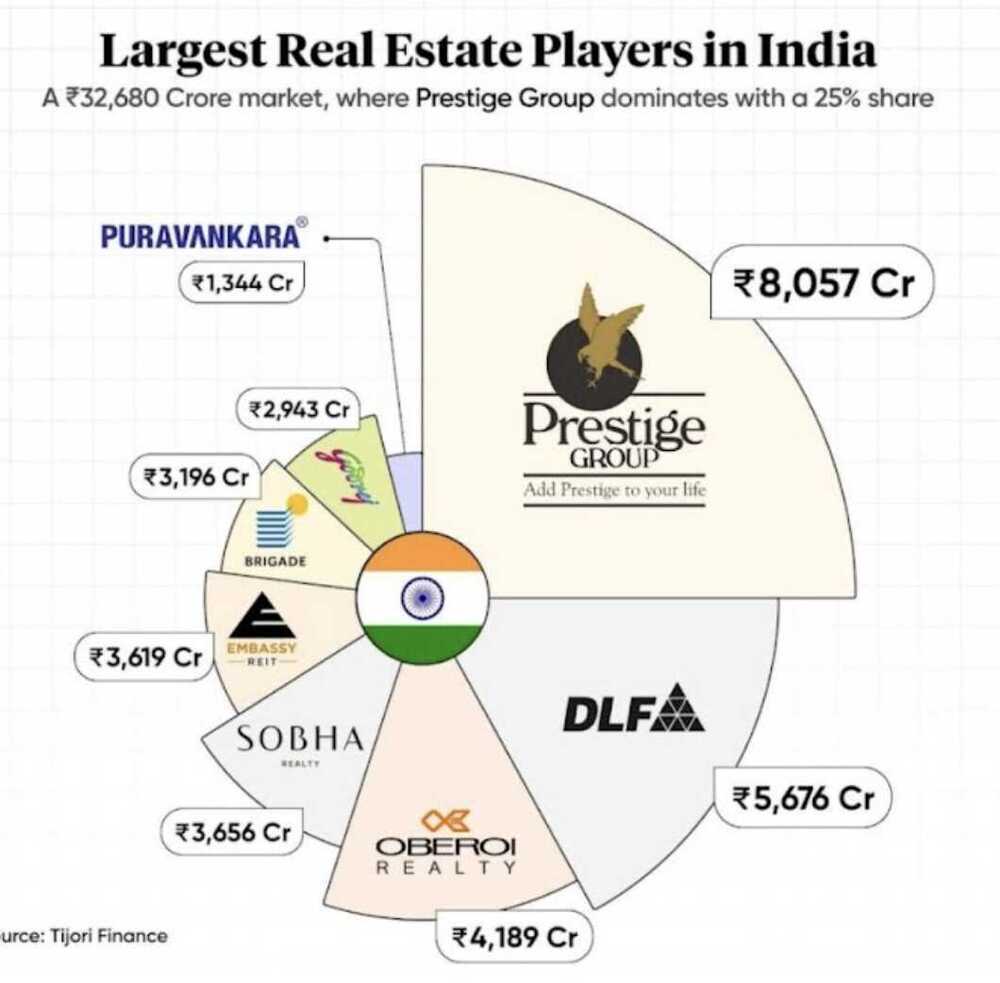 Largest Real Estate Players in India
A ₹32,680 Crore market, where Prestige Group dominates with a 25% share
PURAVANKARA®
₹1,344 Cr
₹8,057 Cr
Prestige
GROUP
Add Prestige to your life
₹2,943 Cr
Godrej
₹3,196 Cr
BRIGADE
EMBASSY
REIT
₹3,619 Cr
DLF
SOBHA
REALTY
₹5,676 Cr
₹3,656 Cr
OBEROI
REALTY
₹4,189 Cr
urce: Tijori Finance